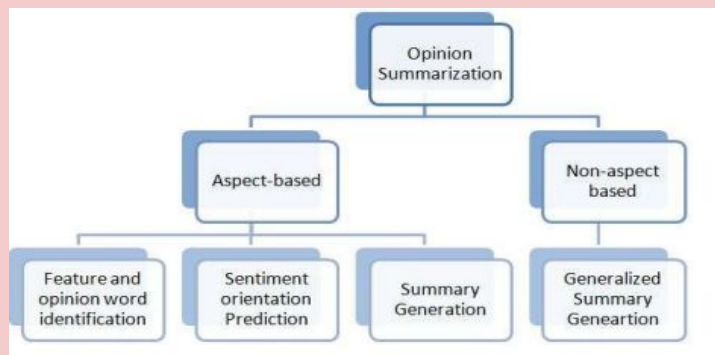 Opinion
Summarization
Aspect-based
Non-aspect
based
Feature and
opinion word
identification
Sentiment
orientation
Prediction
Summary
Generation
Generalized
Summary
Geneartion